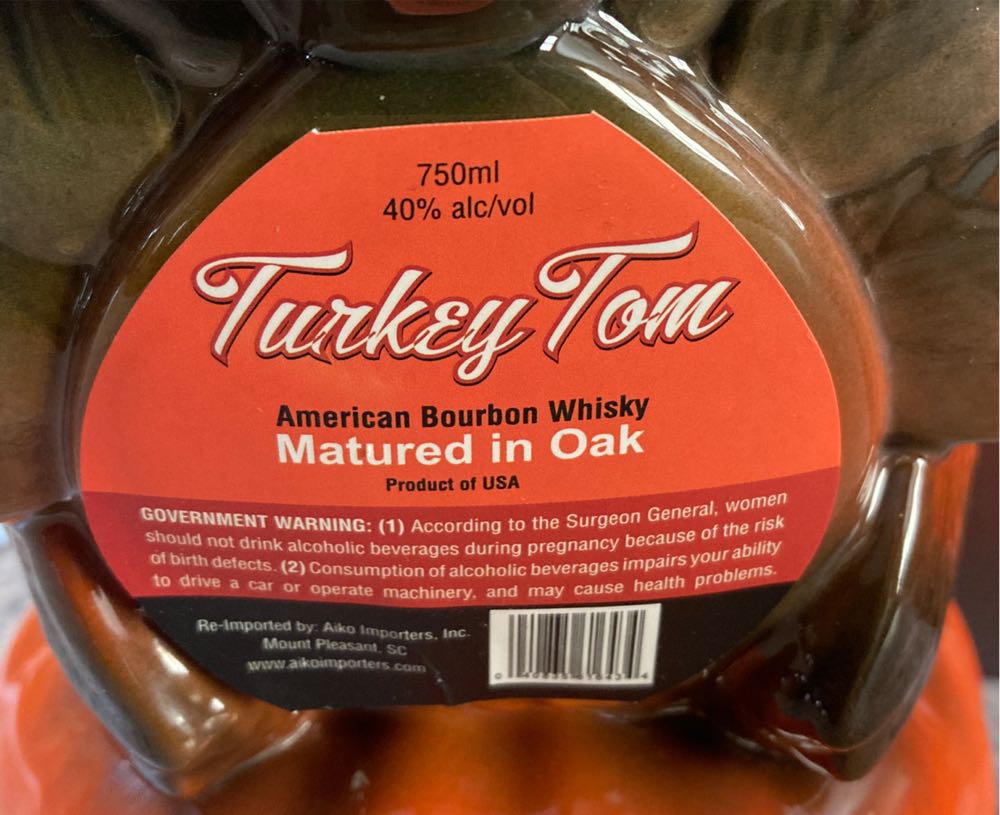 750ml
40% alc/vol
Turkey Tom
American Bourbon Whisky
Matured in Oak
Product of USA
GOVERNMENT WARNING: (1) According to the Surgeon General, women
should not drink alcoholic beverages during pregnancy because of the risk
of birth defects. (2) Consumption of alcoholic beverages impairs your ability
to drive a car or operate machinery, and may cause health problems.
Re-Imported by: Aiko Importers, Inc.
Mount Pleasant, SC
www.aikoimporters.com